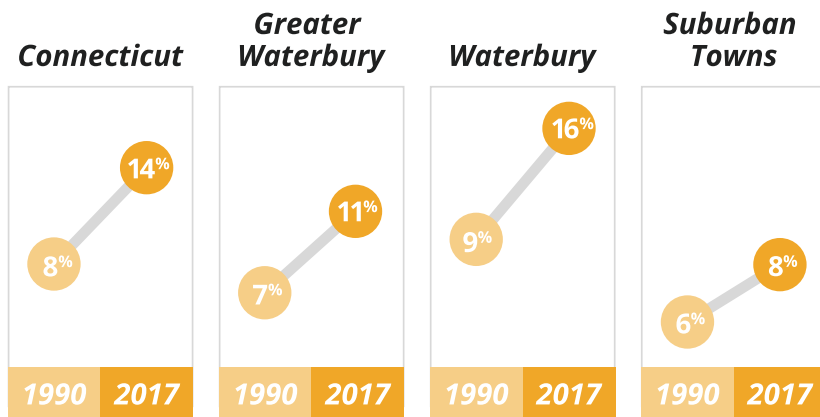 Connecticut
Greater
Waterbury
Waterbury
Suburban
Towns
14%
8%
11%
7%
16%
9%
8%
6%
1990 2017
1990 2017
1990 2017
1990 2017